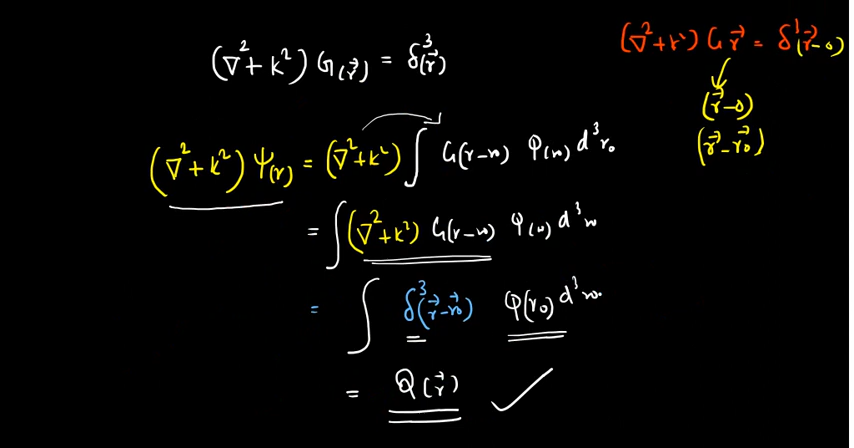 (∇² + k²) G(r⃗) = δ³(r⃗)
(∇² + k²) G r⃗ = δ³(r⃗ – 0)
(r⃗ – 0)
(r⃗ – r⃗₀)
(∇² + k²) Ψ(r) = (∇² + k²) ∫ G(r – r₀) φ(r₀) d³r₀
= ∫ (∇² + k²) G(r – r₀) φ(r₀) d³r₀
= ∫ δ³(r⃗ – r⃗₀) φ(r₀) d³r₀
= Q(r⃗) ✓